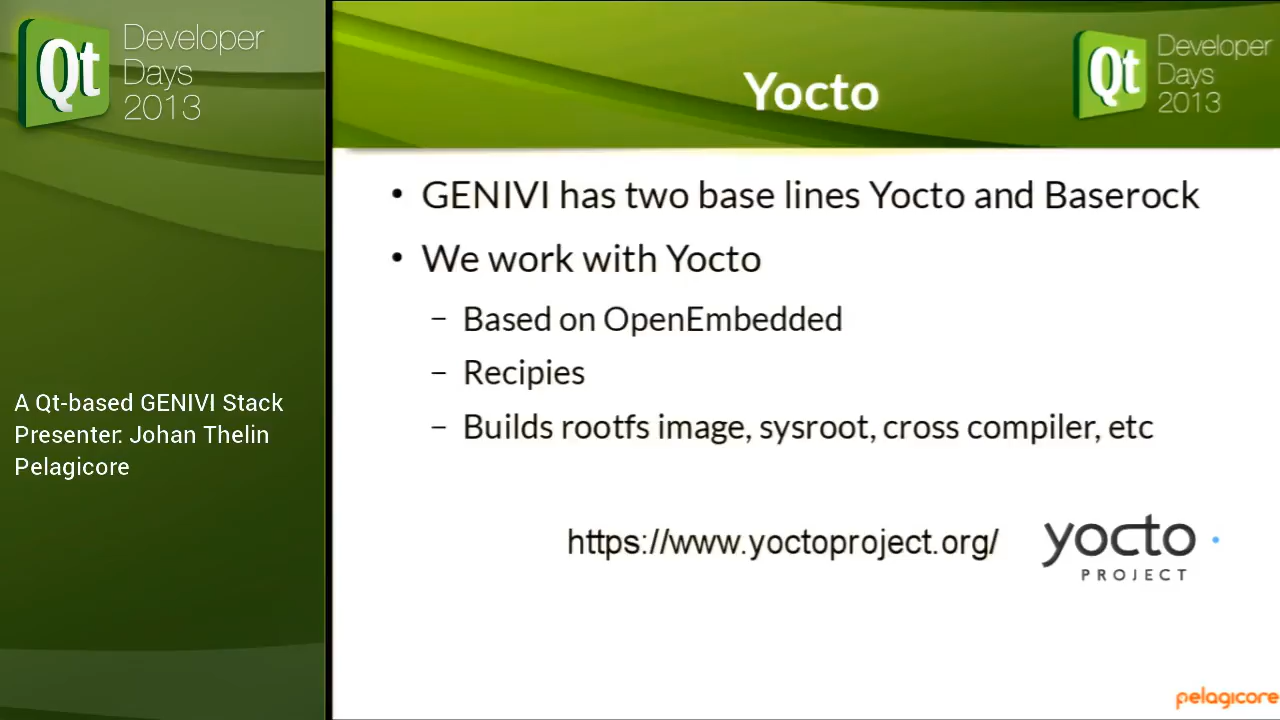 Qt Developer
Days
2013
A Qt-based GENIVI Stack
Presenter: Johan Thelin
Pelagicore
Yocto
Qt Developer
Days
2013
• GENIVI has two base lines Yocto and Baserock
• We work with Yocto
– Based on OpenEmbedded
– Recipies
– Builds rootfs image, sysroot, cross compiler, etc
https://www.yoctoproject.org/
yocto
PROJECT
pelagicore